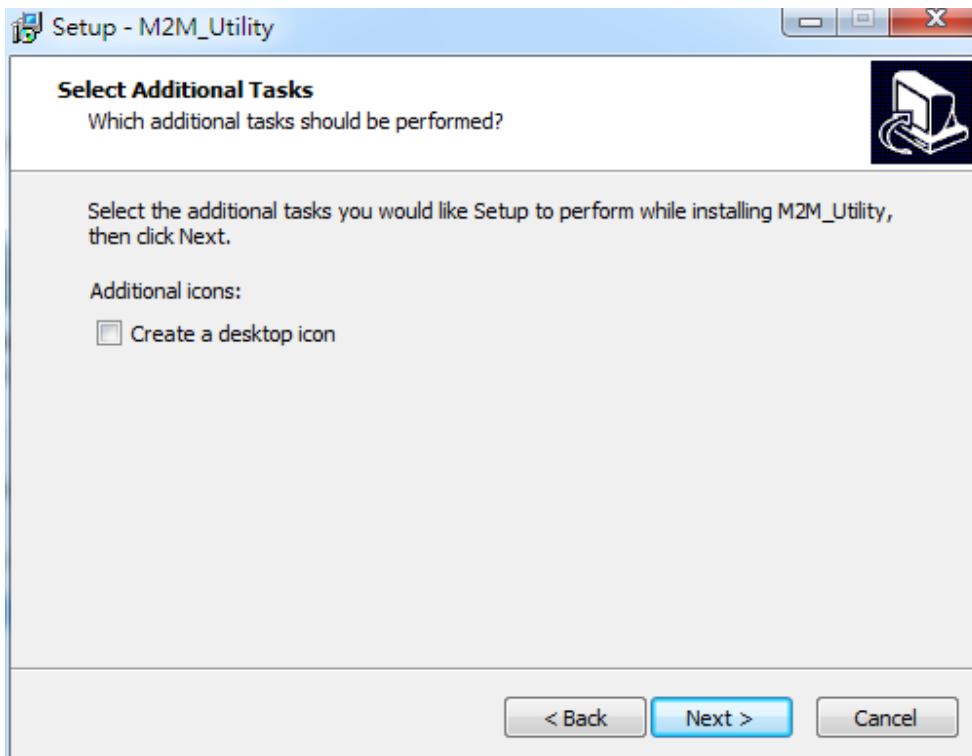 Setup - M2M_Utility
Select Additional Tasks
Which additional tasks should be performed?
Select the additional tasks you would like Setup to perform while installing M2M_Utility,
then click Next.
Additional icons:
Create a desktop icon
< Back Next > Cancel